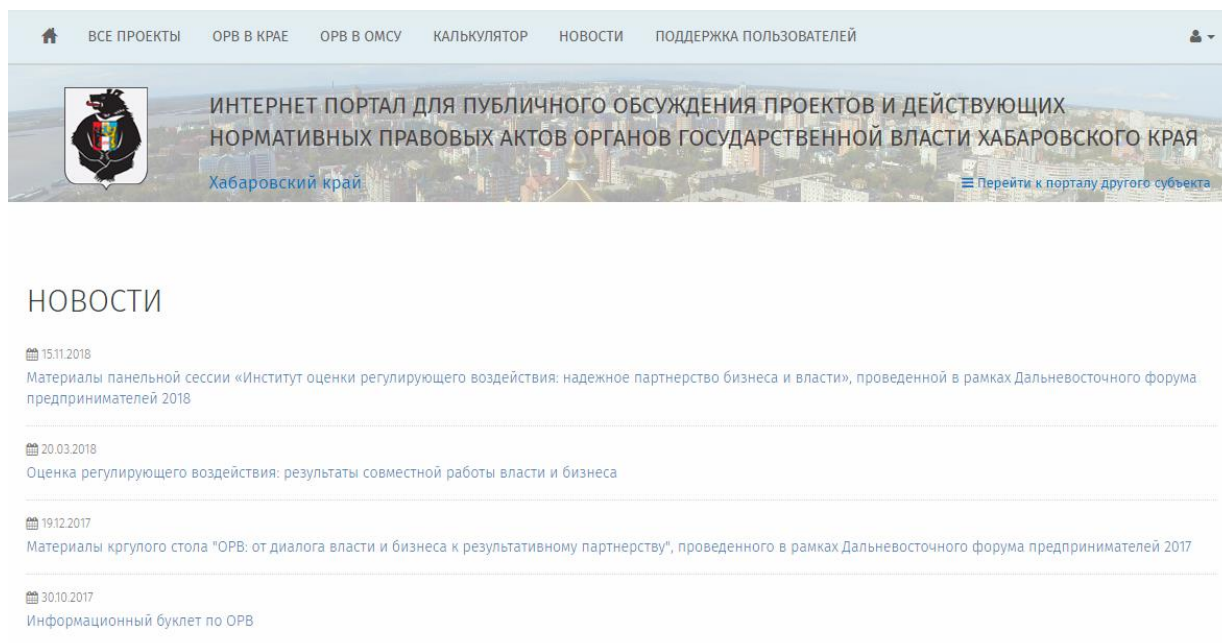 ВСЕ ПРОЕКТЫ ОРВ В КРАЕ ОРВ В ОМСУ КАЛЬКУЛЯТОР НОВОСТИ ПОДДЕРЖКА ПОЛЬЗОВАТЕЛЕЙ
ИНТЕРНЕТ ПОРТАЛ ДЛЯ ПУБЛИЧНОГО ОБСУЖДЕНИЯ ПРОЕКТОВ И ДЕЙСТВУЮЩИХ
НОРМАТИВНЫХ ПРАВОВЫХ АКТОВ ОРГАНОВ ГОСУДАРСТВЕННОЙ ВЛАСТИ ХАБАРОВСКОГО КРАЯ
Хабаровский край Перейти к порталу другого субъекта
НОВОСТИ
15.11.2018
Материалы панельной сессии «Институт оценки регулирующего воздействия: надежное партнерство бизнеса и власти», проведенной в рамках Дальневосточного форума
предпринимателей 2018
20.03.2018
Оценка регулирующего воздействия: результаты совместной работы власти и бизнеса
19.12.2017
Материалы кргулого стола "ОРВ: от диалога власти и бизнеса к результативному партнерству", проведенного в рамках Дальневосточного форума предпринимателей 2017
30.10.2017
Информационный буклет по ОРВ